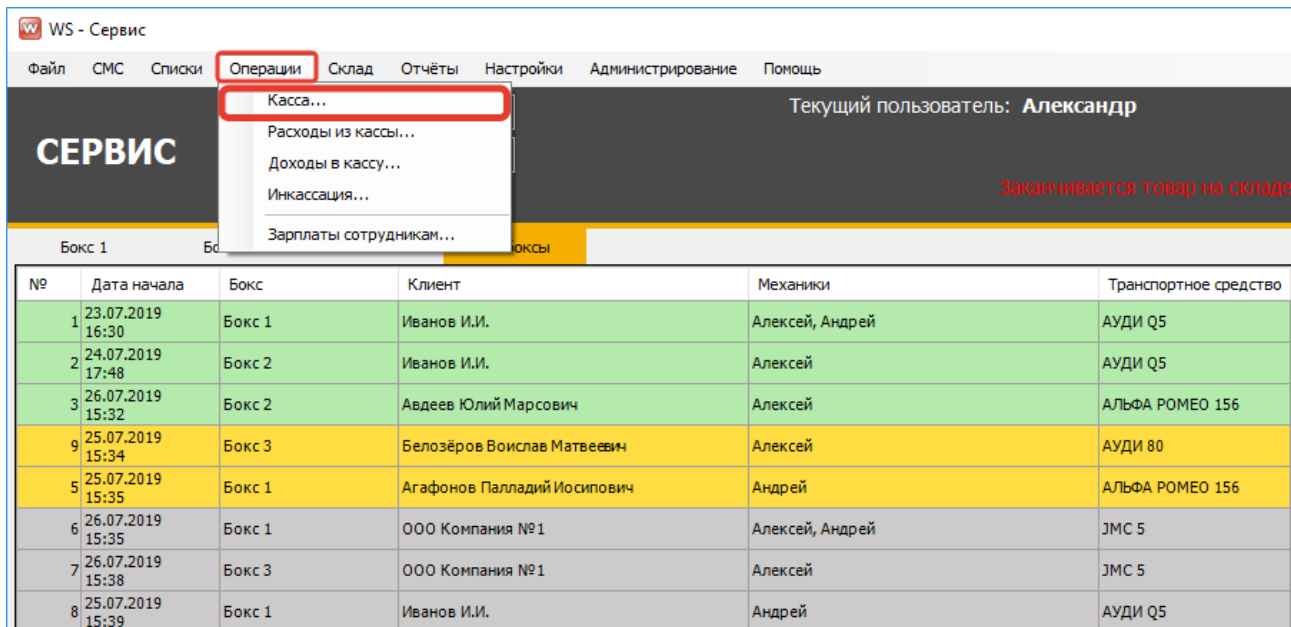 WS - Сервис
Файл СМС Списки Операции Склад Отчёты Настройки Администрирование Помощь
Касса...
Текущий пользователь: Александр
Расходы из кассы...
СЕРВИС
Доходы в кассу...
Инкассация...
Заканчивается товар на складе
Зарплаты сотрудникам...
Бокс 1
№ Дата начала Бокс Клиент Механики Транспортное средство
1 23.07.2019 16:30 Бокс 1 Иванов И.И. Алексей, Андрей АУДИ Q5
2 24.07.2019 17:48 Бокс 2 Иванов И.И. Алексей АУДИ Q5
3 26.07.2019 15:32 Бокс 2 Авдеев Юлий Марсович Алексей АЛЬФА РОМЕО 156
9 25.07.2019 15:34 Бокс 3 Белозёров Воислав Матвеевич Алексей АУДИ 80
5 25.07.2019 15:35 Бокс 1 Агафонов Палладий Иосипович Андрей АЛЬФА РОМЕО 156
6 26.07.2019 15:35 Бокс 1 ООО Компания №1 Алексей, Андрей JMC 5
7 26.07.2019 15:38 Бокс 3 ООО Компания №1 Алексей JMC 5
8 25.07.2019 15:39 Бокс 1 Иванов И.И. Андрей АУДИ Q5